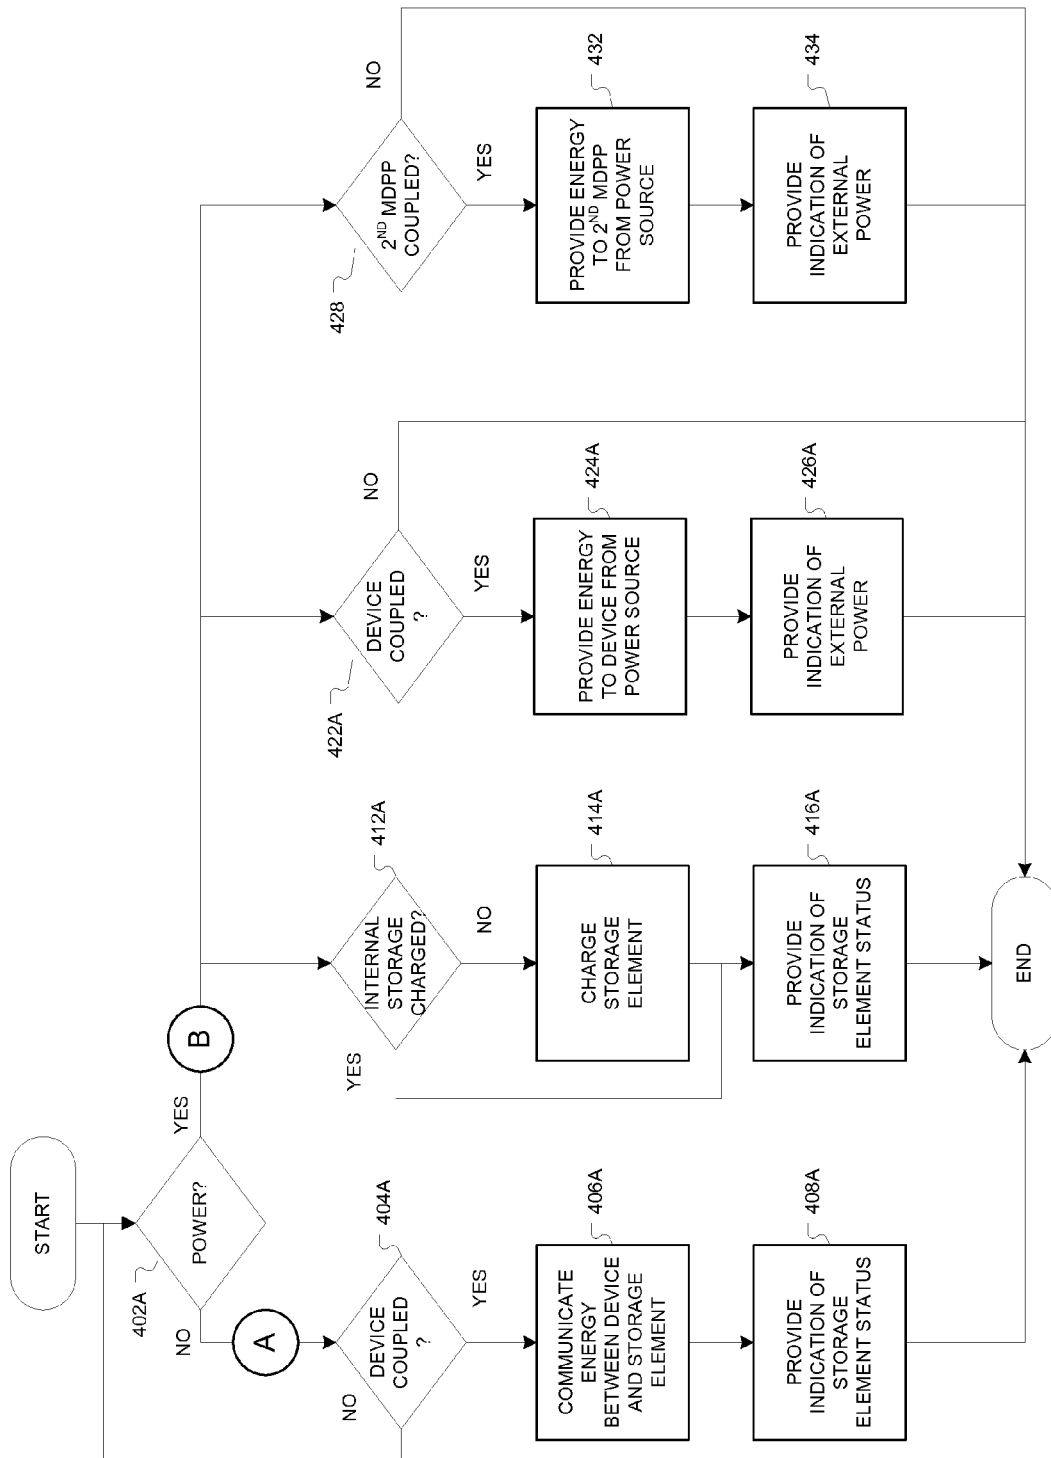 START
POWER?
402A
NO
YES
A
B
DEVICE
COUPLED
?
404A
NO
YES
COMMUNICATE
ENERGY
BETWEEN DEVICE
AND STORAGE
ELEMENT
406A
PROVIDE
INDICATION OF
STORAGE
ELEMENT STATUS
408A
INTERNAL
STORAGE
CHARGED?
412A
YES
NO
CHARGE
STORAGE
ELEMENT
414A
PROVIDE
INDICATION OF
STORAGE
ELEMENT STATUS
416A
DEVICE
COUPLED
?
422A
NO
YES
PROVIDE ENERGY
TO DEVICE FROM
POWER SOURCE
424A
PROVIDE
INDICATION OF
EXTERNAL
POWER
426A
2ND MDPP
COUPLED?
428
NO
YES
PROVIDE ENERGY
TO 2ND MDPP
FROM POWER
SOURCE
432
PROVIDE
INDICATION OF
EXTERNAL
POWER
434
END